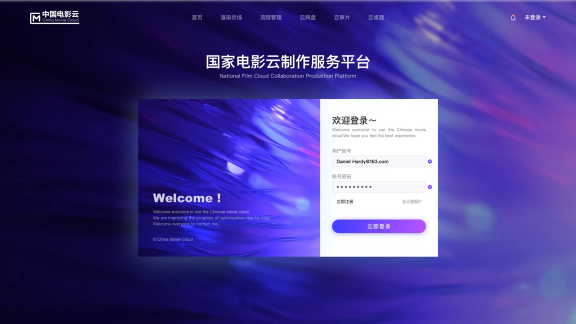 中国电影云
China Movie Cloud
首页
渲染农场
流程管理
云网盘
云审片
云桌面
未登录
国家电影云制作服务平台
National Film Cloud Collaboration Production Platform
Welcome !
Welcome everyone to use the Chinese movie cloud
We are improving the progress of optimization step by step
Welcome everyone to contact me
© China Movie Cloud
欢迎登录～
Welcome everyone to use the Chinese movie
cloud.We hope you feel the best experience
用户账号
Daniel Hardy@163.com
账号密码
立即注册
忘记密码?
立即登录